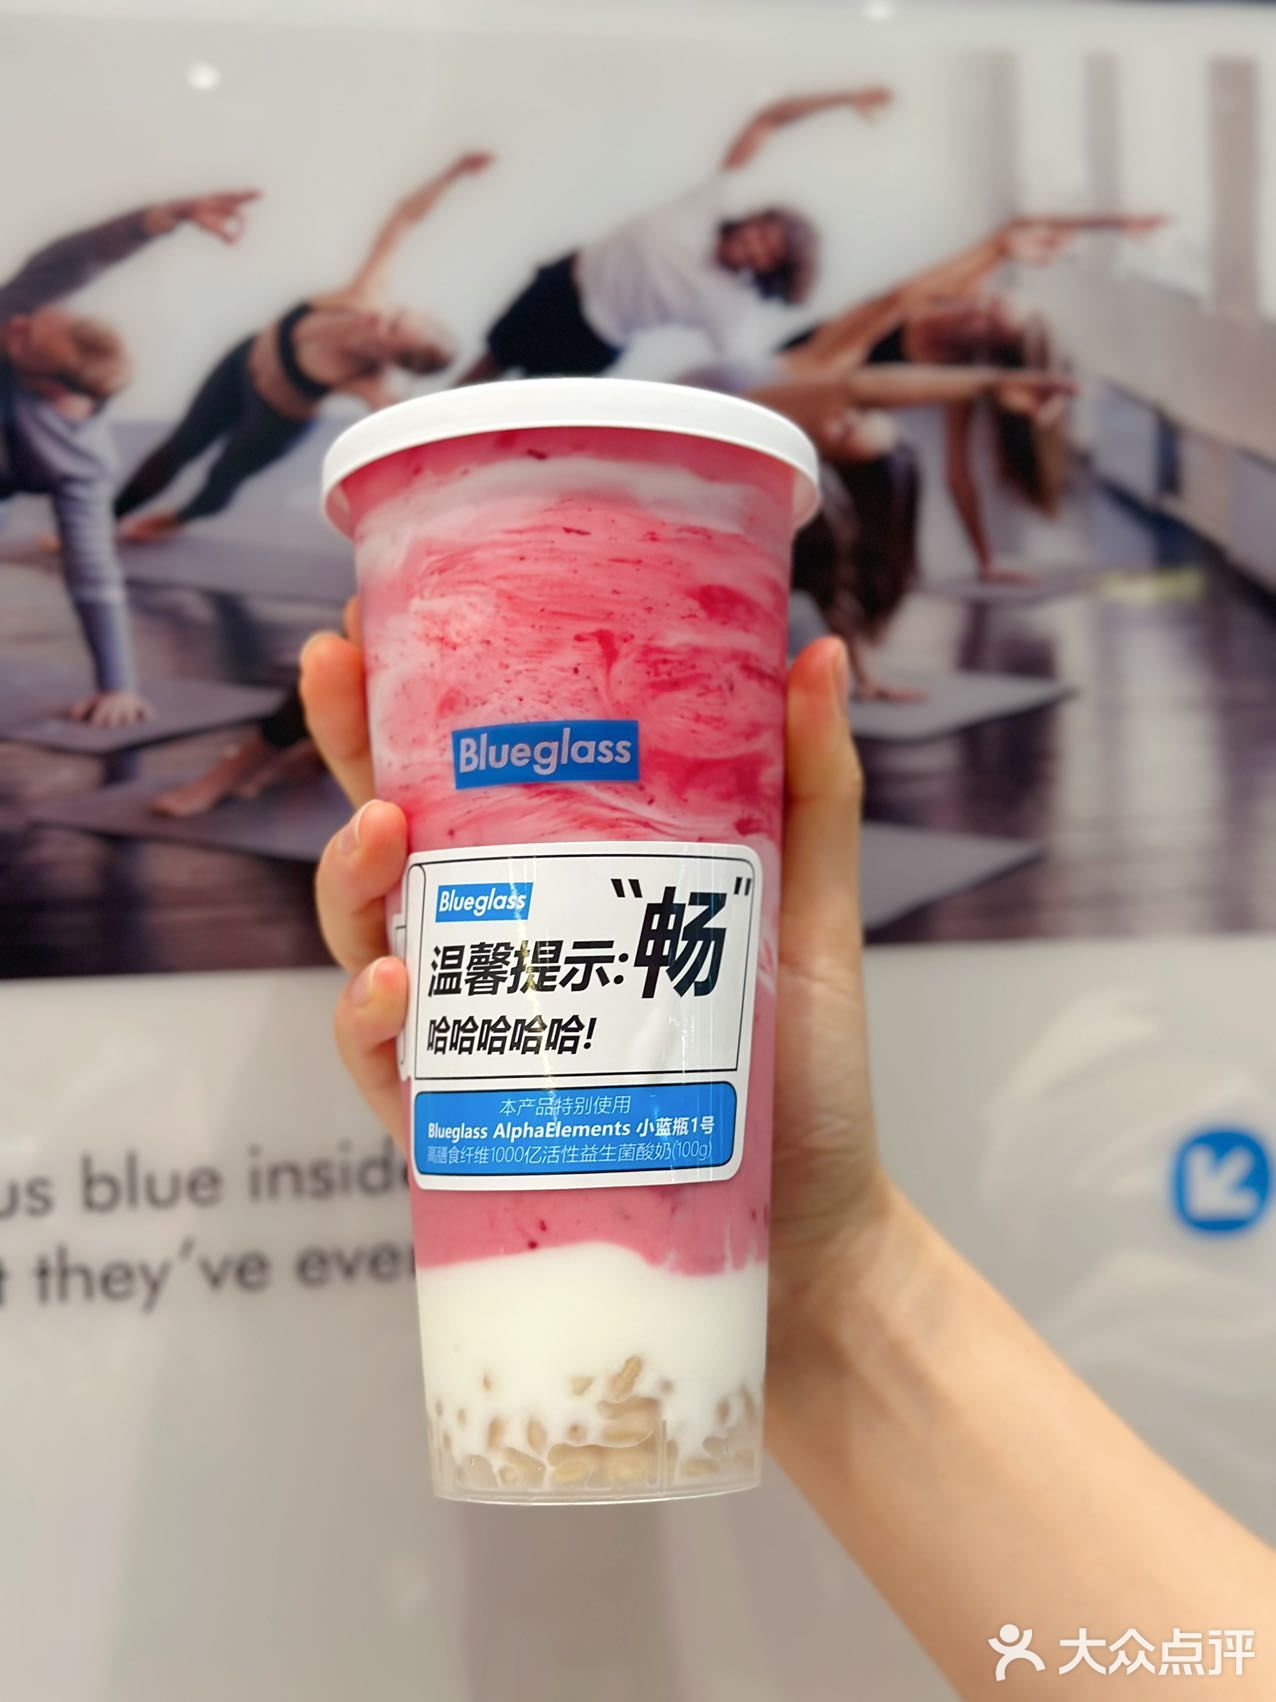 Blueglass
Blueglass
温馨提示:“畅”
哈哈哈哈哈!
本产品特别使用
Blueglass AlphaElements 小蓝瓶1号
高膳食纤维1000亿活性益生菌酸奶(100g)
us blue inside
t they've ever
大众点评